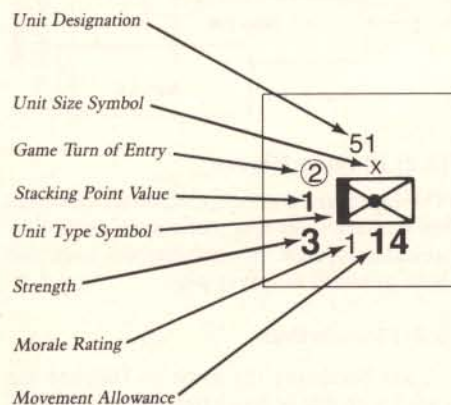 Unit Designation
Unit Size Symbol
51
x
Game Turn of Entry
2
Stacking Point Value
1
Unit Type Symbol
3 1 14
Strength
Morale Rating
Movement Allowance